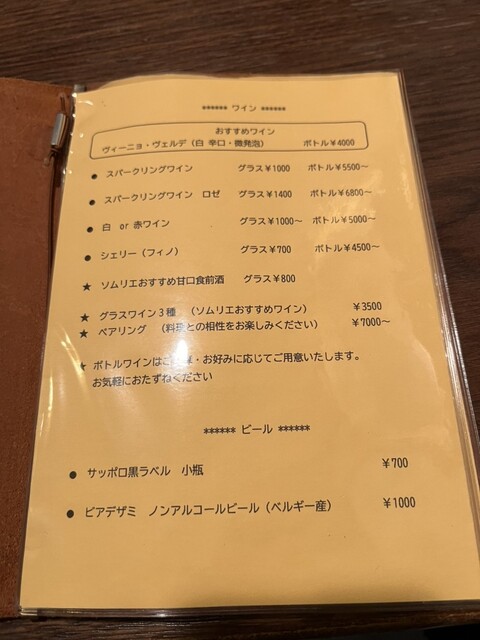 ****** ワイン ******
おすすめワイン
ヴィーニョ・ヴェルデ（白 辛口・微発泡） ボトル￥4000
● スパークリングワイン グラス￥1000 ボトル￥5500～
● スパークリングワイン ロゼ グラス￥1400 ボトル￥6800～
● 白 or 赤ワイン グラス￥1000～ ボトル￥5000～
● シェリー（フィノ） グラス￥700 ボトル￥4500～
★ ソムリエおすすめ甘口食前酒 グラス￥800
★ グラスワイン３種 （ソムリエおすすめワイン） ￥3500
★ ペアリング （料理との相性をお楽しみください） ￥7000～
★ ボトルワインはご・お好みに応じてご用意いたします。
お気軽におたずねください
****** ビール ******
● サッポロ黒ラベル 小瓶 ￥700
● ビアデザミ ノンアルコールビール（ベルギー産） ￥1000